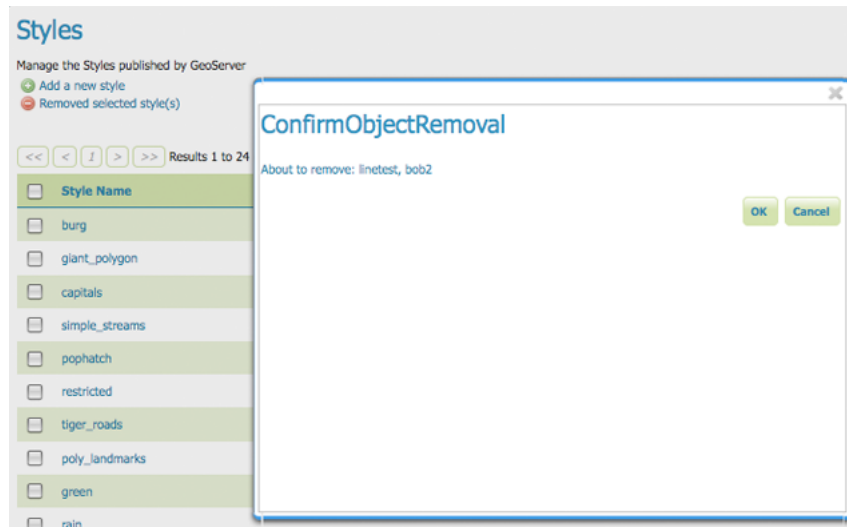 Styles
Manage the Styles published by GeoServer
Add a new style
Removed selected style(s)
<< < 1 > >> Results 1 to 24
Style Name
burg
giant_polygon
capitals
simple_streams
pophatch
restricted
tiger_roads
poly_landmarks
green
rain
ConfirmObjectRemoval
About to remove: linetest, bob2
OK Cancel